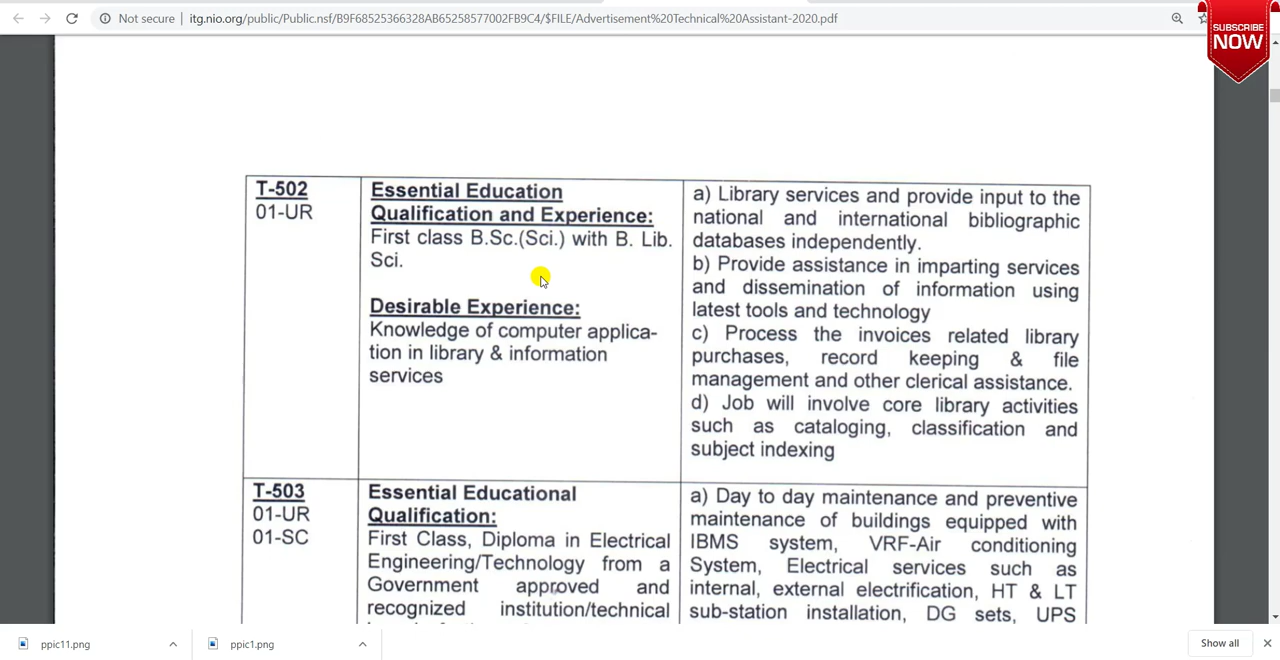 Not secure
itg.nio.org/public/Public.nsf/B9F68525366328AB65258577002FB9C4/$FILE/Advertisement%20Technical%20Assistant-2020.pdf
SUBSCRIBE
NOW
T-502
01-UR
Essential Education
Qualification and Experience:
First class B.Sc.(Sci.) with B. Lib.
Sci.
Desirable Experience:
Knowledge of computer applica-
tion in library & information
services
a) Library services and provide input to the
national and international bibliographic
databases independently.
b) Provide assistance in imparting services
and dissemination of information using
latest tools and technology
c) Process the invoices related library
purchases, record keeping & file
management and other clerical assistance.
d) Job will involve core library activities
such as cataloging, classification and
subject indexing
T-503
01-UR
01-SC
Essential Educational
Qualification:
First Class, Diploma in Electrical
Engineering/Technology from a
Government approved and
recognized institution/technical
a) Day to day maintenance and preventive
maintenance of buildings equipped with
IBMS system, VRF-Air conditioning
System, Electrical services such as
internal, external electrification, HT & LT
sub-station installation, DG sets, UPS
ppic11.png
ppic1.png
Show all